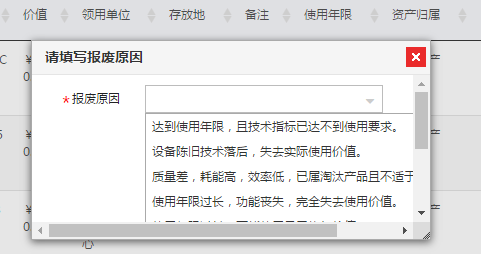 价值 领用单位 存放地 备注 使用年限 资产归属
请填写报废原因
* 报废原因
达到使用年限，且技术指标已达不到使用要求。
设备陈旧技术落后，失去实际使用价值。
质量差，耗能高，效率低，已属淘汰产品且不适于
使用年限过长，功能丧失，完全失去使用价值。
心